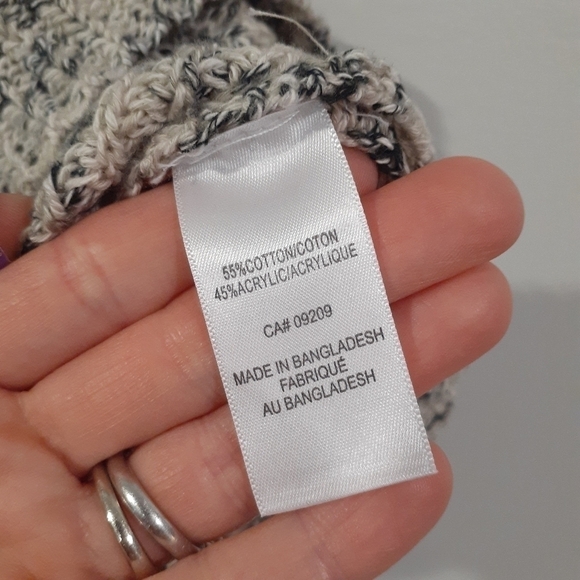 55%COTTON/COTON
45%ACRYLIC/ACRYLIQUE
CA# 09209
MADE IN BANGLADESH
FABRIQUÉ
AU BANGLADESH